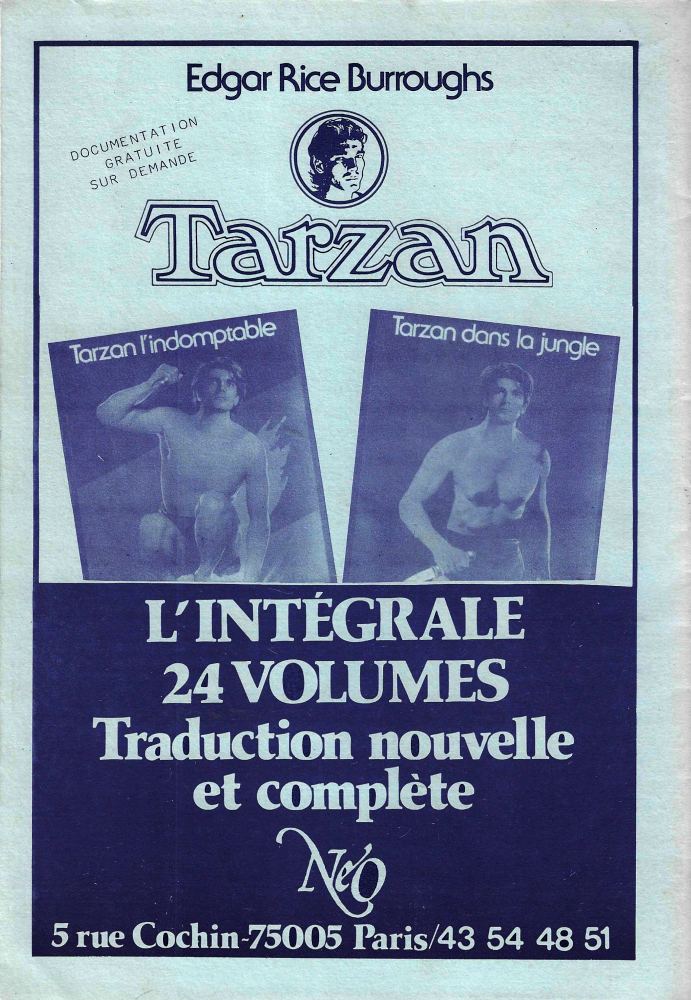 Edgar Rice Burroughs
DOCUMENTATION
GRATUITE
SUR DEMANDE
Tarzan
Tarzan l'indomptable
Tarzan dans la jungle
L'INTÉGRALE
24 VOLUMES
Traduction nouvelle
et complète
NéO
5 rue Cochin-75005 Paris/43 54 48 51